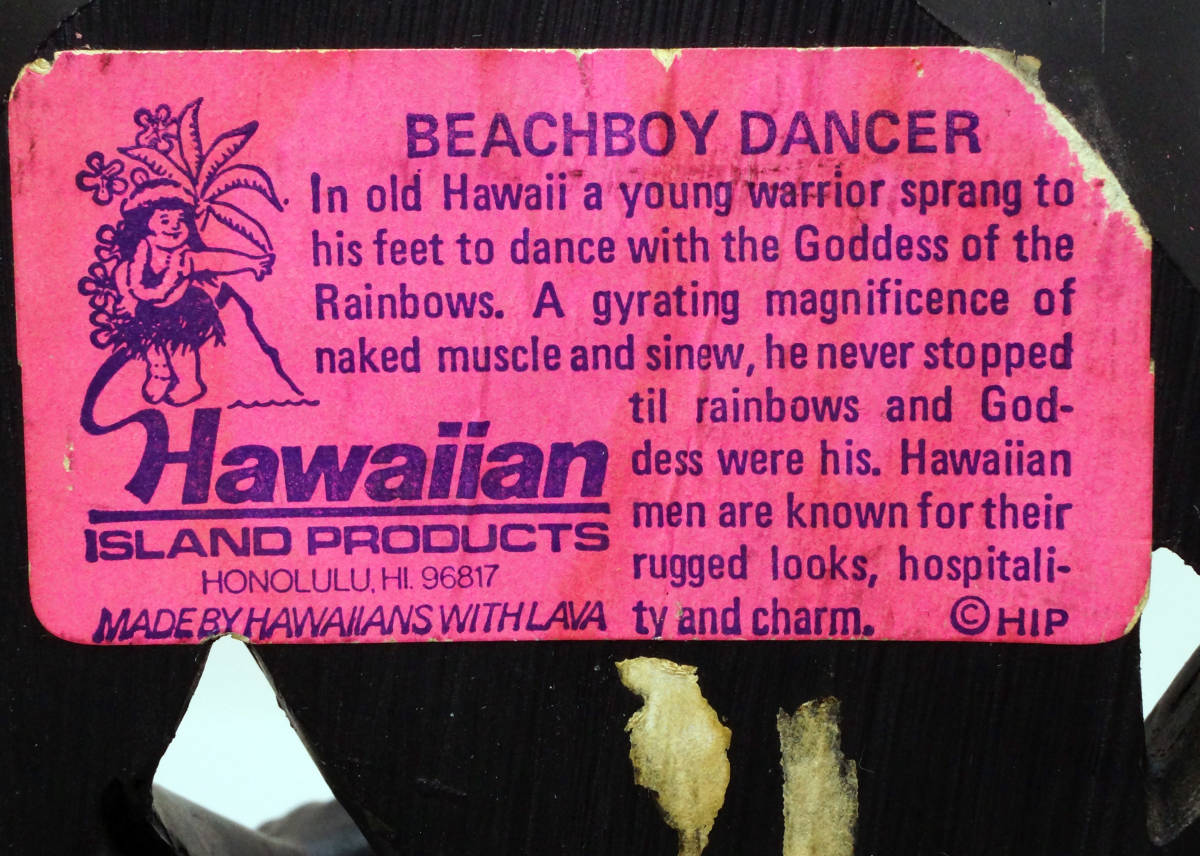 BEACHBOY DANCER
In old Hawaii a young warrior sprang to
his feet to dance with the Goddess of the
Rainbows. A gyrating magnificence of
naked muscle and sinew, he never stopped
til rainbows and God-
dess were his. Hawaiian
men are known for their
rugged looks, hospitali-
ty and charm. ©HIP
Hawaiian
ISLAND PRODUCTS
HONOLULU, HI. 96817
MADE BY HAWAIIANS WITH LAVA